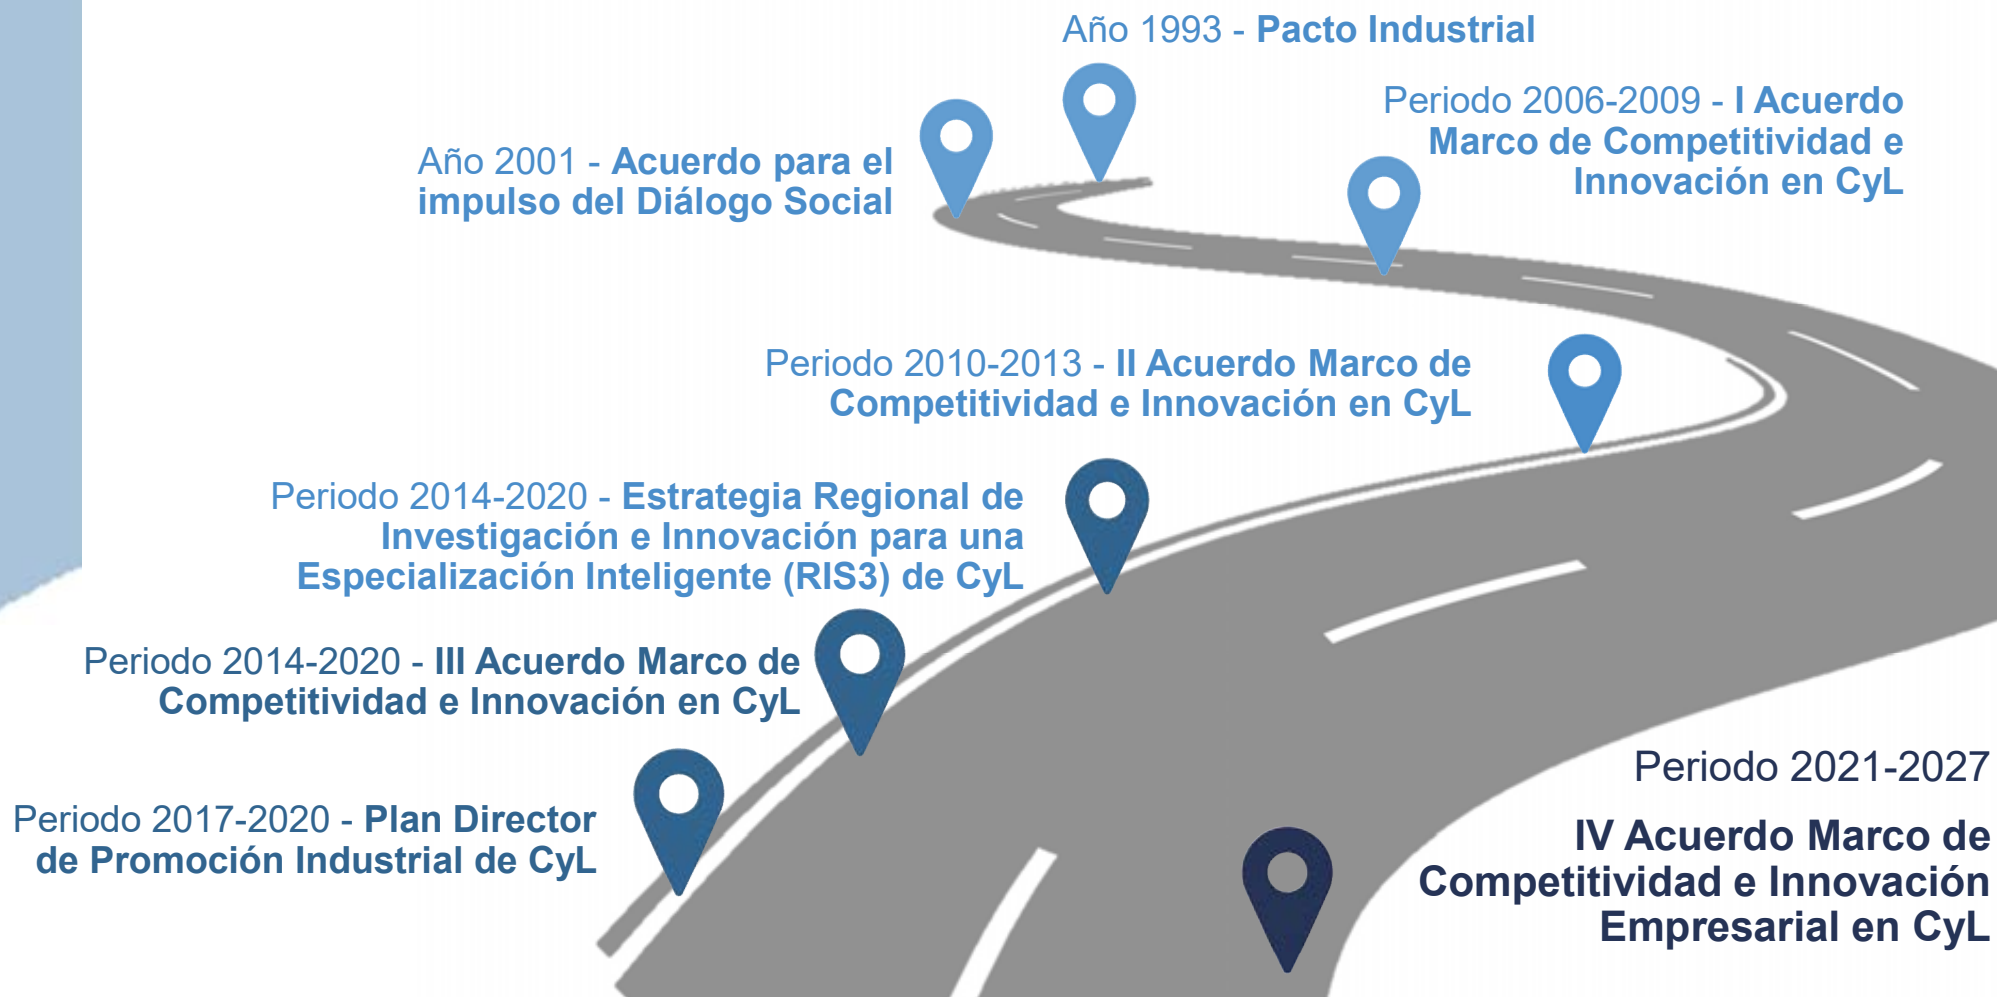 Año 1993 - Pacto Industrial
Periodo 2006-2009 - I Acuerdo
Marco de Competitividad e
Innovación en CyL
Año 2001 - Acuerdo para el
impulso del Diálogo Social
Periodo 2010-2013 - II Acuerdo Marco de
Competitividad e Innovación en CyL
Periodo 2014-2020 - Estrategia Regional de
Investigación e Innovación para una
Especialización Inteligente (RIS3) de CyL
Periodo 2014-2020 - III Acuerdo Marco de
Competitividad e Innovación en CyL
Periodo 2017-2020 - Plan Director
de Promoción Industrial de CyL
Periodo 2021-2027
IV Acuerdo Marco de
Competitividad e Innovación
Empresarial en CyL